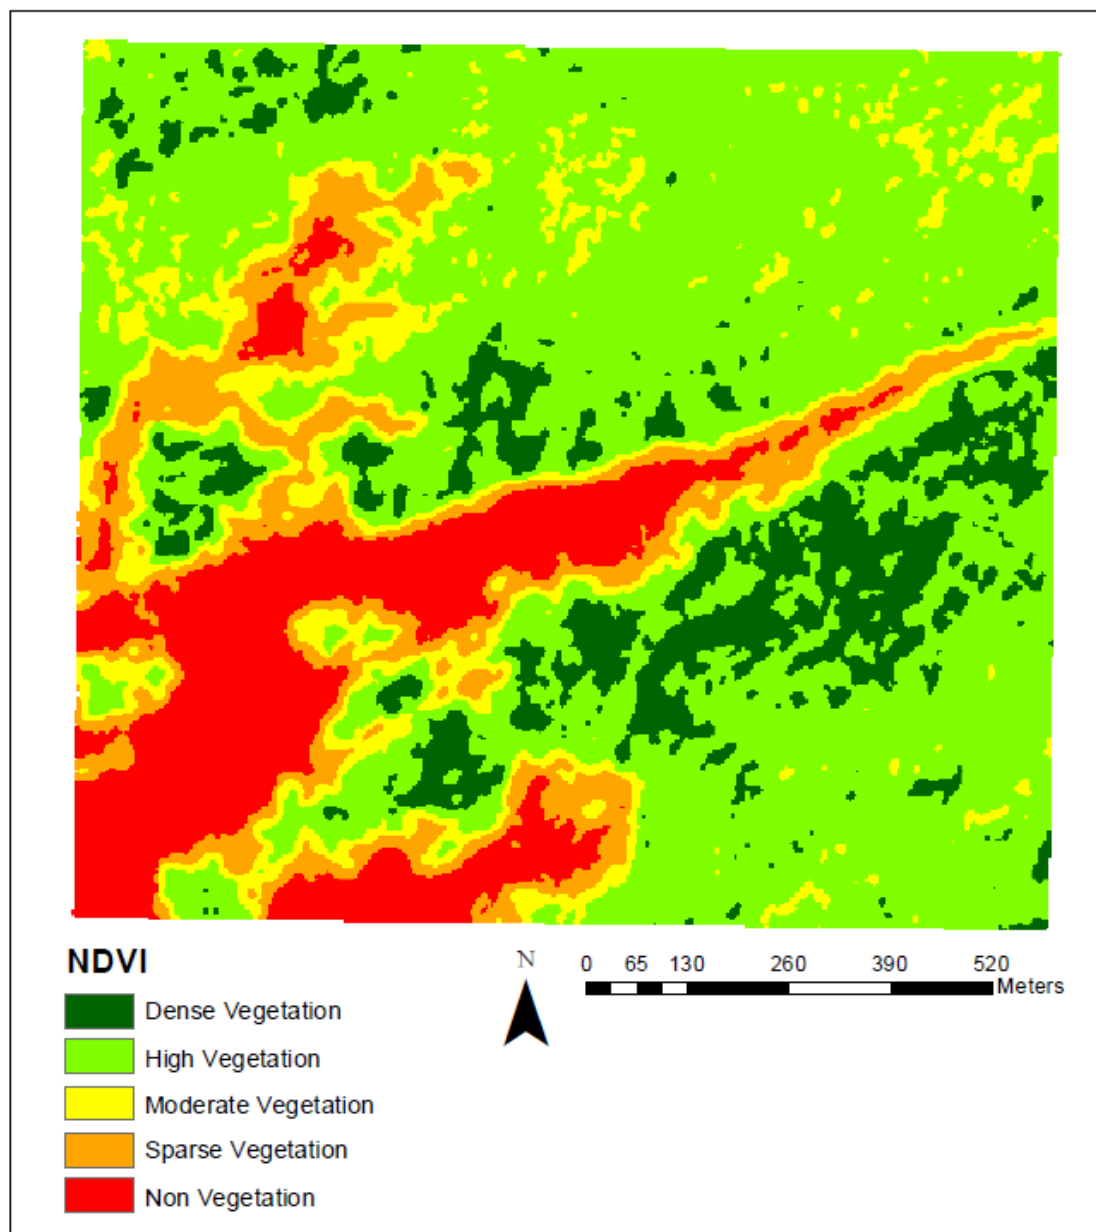 NDVI
Dense Vegetation
High Vegetation
Moderate Vegetation
Sparse Vegetation
Non Vegetation
N
0 65 130 260 390 520
Meters